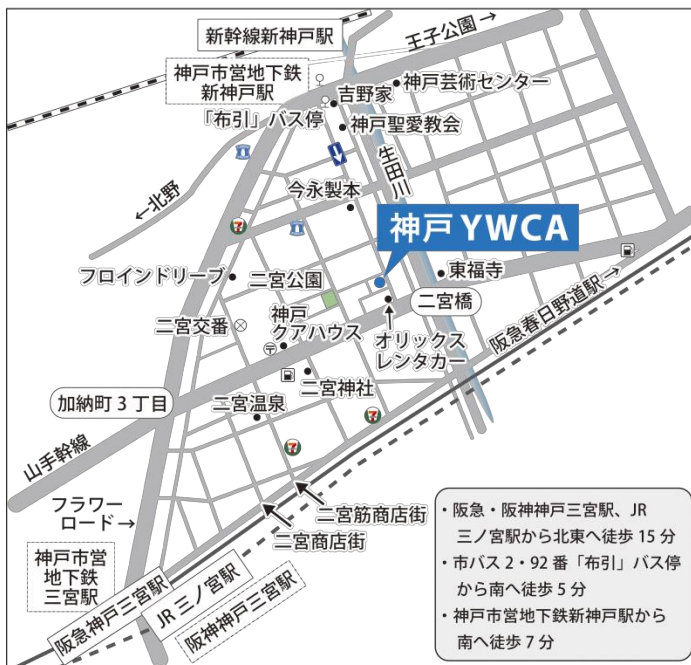 新幹線新神戸駅
王子公園→
神戸市営地下鉄
新神戸駅
神戸芸術センター
吉野家
「布引」バス停
神戸聖愛教会
生田川
←北野
今永製本
7
神戸 YWCA
フロインドリーブ
二宮公園
東福寺
二宮橋
阪急春日野道駅→
二宮交番
神戸
クアハウス
オリックス
レンタカー
〒
二宮神社
加納町 3 丁目
二宮温泉
7
7
山手幹線
フラワー
ロード→
二宮筋商店街
二宮商店街
神戸市営
地下鉄
三宮駅
阪急神戸三宮駅
JR 三ノ宮駅
阪神神戸三宮駅
・阪急・阪神神戸三宮駅、JR
三ノ宮駅から北東へ徒歩 15 分
・市バス 2・92 番「布引」バス停
から南へ徒歩 5 分
・神戸市営地下鉄新神戸駅から
南へ徒歩 7 分